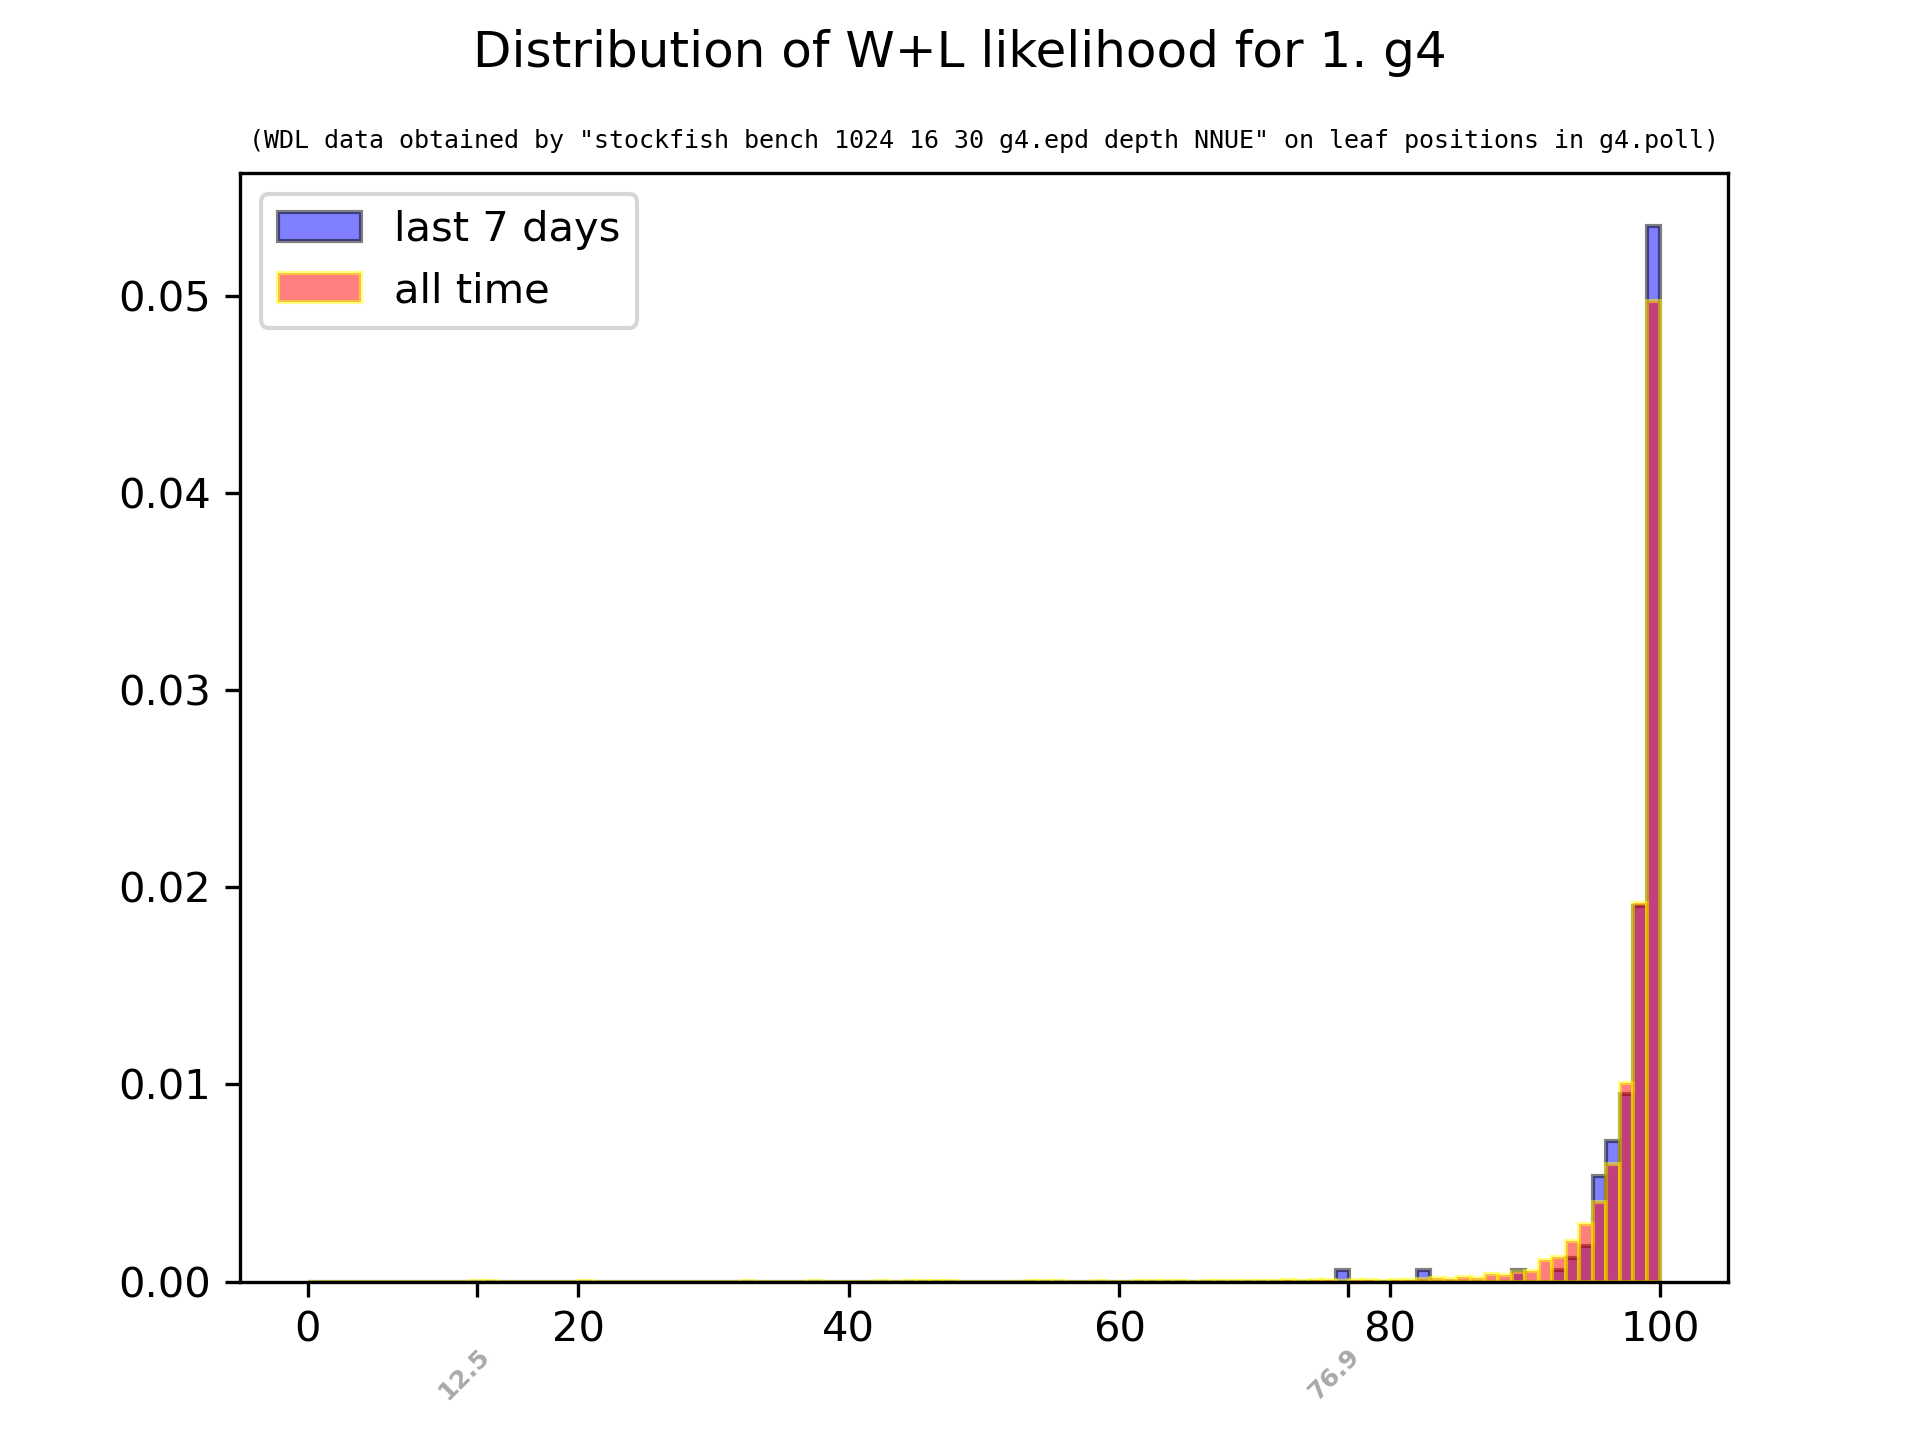 Distribution of W+L likelihood for 1. g4
(WDL data obtained by "stockfish bench 1024 16 30 g4.epd depth NNUE" on leaf positions in g4.poll)
last 7 days
all time
0.05
0.04
0.03
0.02
0.01
0.00
0 20 40 60 80 100
12.5 76.9